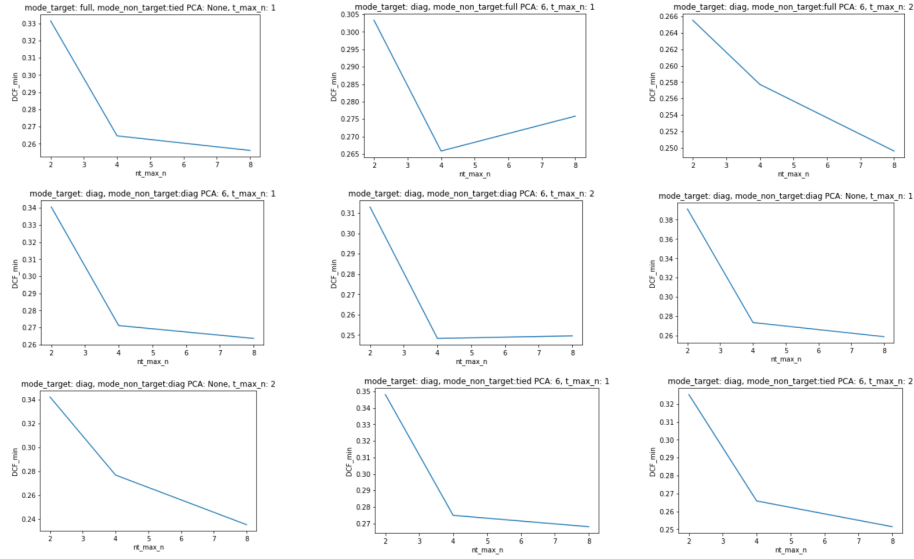 mode_target: full, mode_non_target:tied PCA: None, t_max_n: 1
0.33
0.32
0.31
0.30
0.29
0.28
0.27
0.26
DCF_min
2 3 4 5 6 7 8
nt_max_n
mode_target: diag, mode_non_target:full PCA: 6, t_max_n: 1
0.305
0.300
0.295
0.290
0.285
0.280
0.275
0.270
0.265
DCF_min
2 3 4 5 6 7 8
nt_max_n
mode_target: diag, mode_non_target:full PCA: 6, t_max_n: 2
0.266
0.264
0.262
0.260
0.258
0.256
0.254
0.252
0.250
DCF_min
2 3 4 5 6 7 8
nt_max_n
mode_target: diag, mode_non_target:diag PCA: 6, t_max_n: 1
0.34
0.33
0.32
0.31
0.30
0.29
0.28
0.27
0.26
DCF_min
2 3 4 5 6 7 8
nt_max_n
mode_target: diag, mode_non_target:diag PCA: 6, t_max_n: 2
0.31
0.30
0.29
0.28
0.27
0.26
0.25
DCF_min
2 3 4 5 6 7 8
nt_max_n
mode_target: diag, mode_non_target:diag PCA: None, t_max_n: 1
0.38
0.36
0.34
0.32
0.30
0.28
0.26
DCF_min
2 3 4 5 6 7 8
nt_max_n
mode_target: diag, mode_non_target:diag PCA: None, t_max_n: 2
0.34
0.32
0.30
0.28
0.26
0.24
DCF_min
2 3 4 5 6 7 8
nt_max_n
mode_target: diag, mode_non_target:tied PCA: 6, t_max_n: 1
0.35
0.34
0.33
0.32
0.31
0.30
0.29
0.28
0.27
DCF_min
2 3 4 5 6 7 8
nt_max_n
mode_target: diag, mode_non_target:tied PCA: 6, t_max_n: 2
0.32
0.31
0.30
0.29
0.28
0.27
0.26
0.25
DCF_min
2 3 4 5 6 7 8
nt_max_n